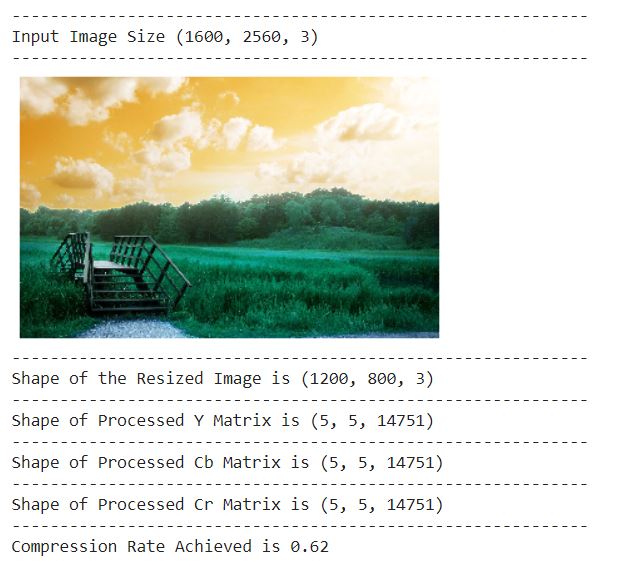 ------------------------------------------------------------
Input Image Size (1600, 2560, 3)
------------------------------------------------------------
------------------------------------------------------------
Shape of the Resized Image is (1200, 800, 3)
------------------------------------------------------------
Shape of Processed Y Matrix is (5, 5, 14751)
------------------------------------------------------------
Shape of Processed Cb Matrix is (5, 5, 14751)
------------------------------------------------------------
Shape of Processed Cr Matrix is (5, 5, 14751)
------------------------------------------------------------
Compression Rate Achieved is 0.62